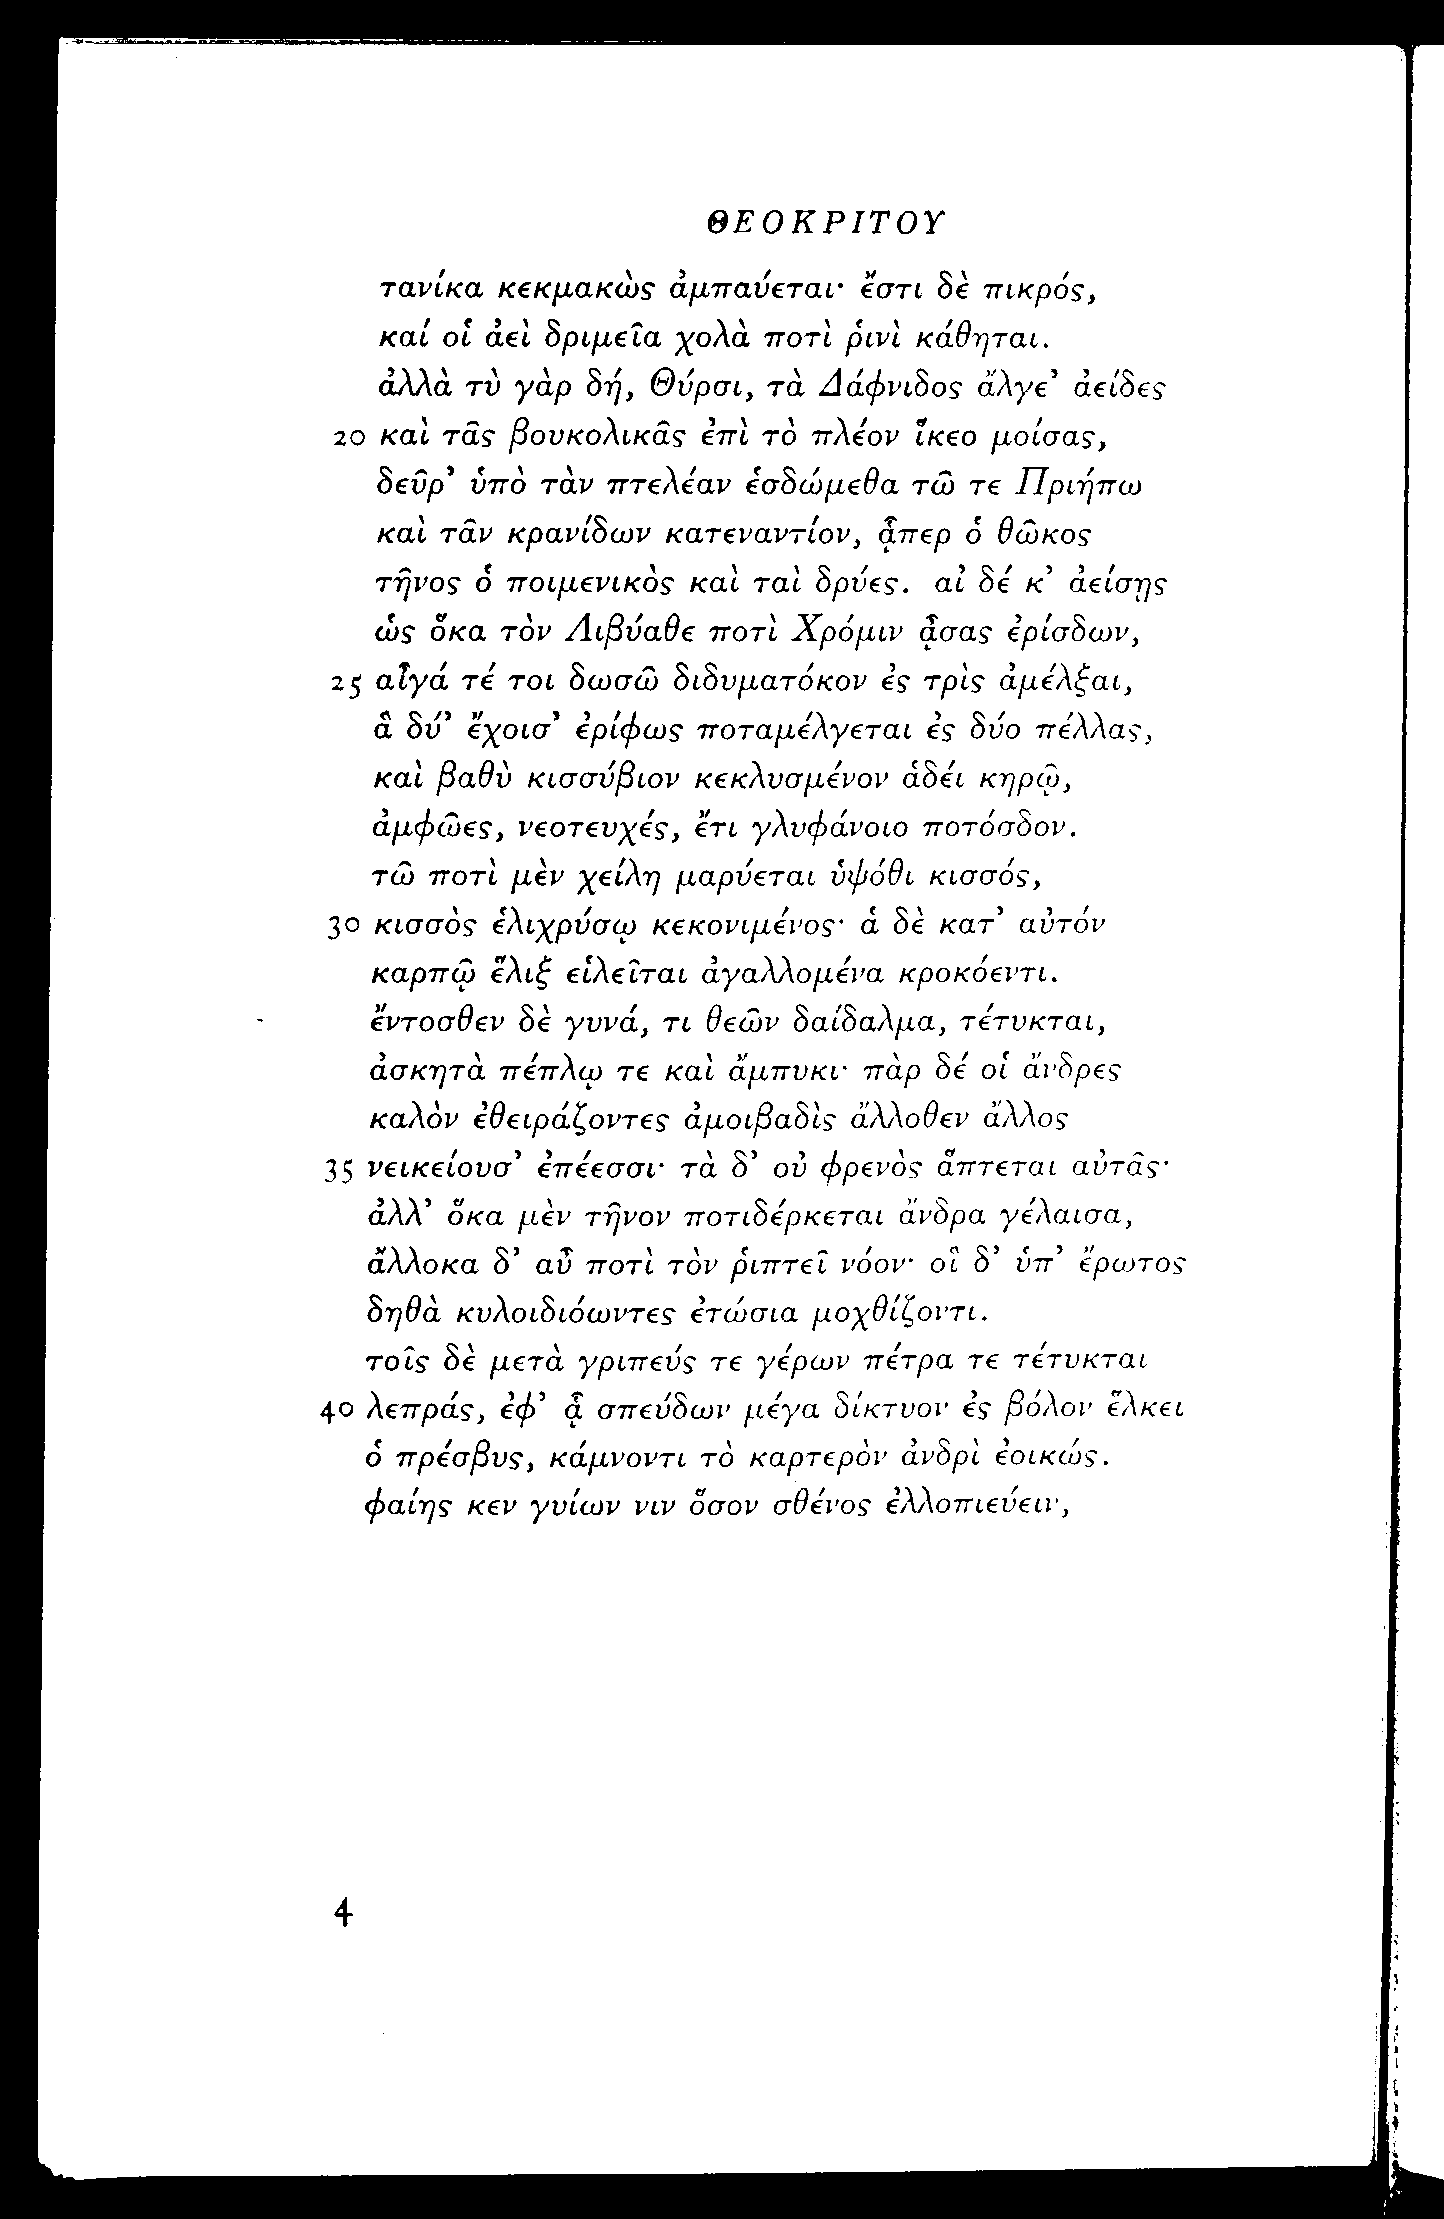 ΘΕΟΚΡΙΤΟΥ
τανίκα κεκμακὼς ἀμπαύεται· ἔστι δὲ πικρός,
καί οἱ ἀεὶ δριμεῖα χολὰ ποτὶ ῥινὶ κάθηται.
ἀλλὰ τὺ γὰρ δή, Θύρσι, τὰ Δάφνιδος ἄλγε’ ἀείδες
20 καὶ τᾶς βουκολικᾶς ἐπὶ τὸ πλέον ἵκεο μοίσας,
δεῦρ’ ὑπὸ τὰν πτελέαν ἑσδώμεθα τῶ τε Πριήπω
καὶ τᾶν κρανίδων κατεναντίον, ᾇπερ ὁ θῶκος
τῆνος ὁ ποιμενικὸς καὶ ταὶ δρύες. αἰ δέ κ’ ἀείσῃς
ὡς ὅκα τὸν Λιβύαθε ποτὶ Χρόμιν ᾆσας ἐρίσδων,
25 αἶγά τέ τοι δωσῶ διδυματόκον ἐς τρὶς ἀμέλξαι,
ἃ δύ’ ἔχοισ’ ἐρίφως ποταμέλγεται ἐς δύο πέλλας,
καὶ βαθὺ κισσύβιον κεκλυσμένον ἁδέι κηρῷ,
ἀμφῶες, νεοτευχές, ἔτι γλυφάνοιο ποτόσδον.
τῶ ποτὶ μὲν χείλη μαρύεται ὑψόθι κισσός,
30 κισσὸς ἑλιχρύσῳ κεκονιμένος· ἁ δὲ κατ’ αὐτόν
καρπῷ ἕλιξ εἱλεῖται ἀγαλλομένα κροκόεντι.
ἔντοσθεν δὲ γυνά, τι θεῶν δαίδαλμα, τέτυκται,
ἀσκητὰ πέπλῳ τε καὶ ἄμπυκι· πὰρ δέ οἱ ἄνδρες
καλὸν ἐθειράζοντες ἀμοιβαδὶς ἄλλοθεν ἄλλος
35 νεικείουσ’ ἐπέεσσι· τὰ δ’ οὐ φρενὸς ἅπτεται αὐτᾶς·
ἀλλ’ ὅκα μὲν τῆνον ποτιδέρκεται ἄνδρα γέλαισα,
ἄλλοκα δ’ αὖ ποτὶ τὸν ῥιπτεῖ νόον· οἳ δ’ ὑπ’ ἔρωτος
δηθὰ κυλοιδιόωντες ἐτώσια μοχθίζοντι.
τοῖς δὲ μετὰ γριπεύς τε γέρων πέτρα τε τέτυκται
40 λεπράς, ἐφ’ ᾇ σπεύδων μέγα δίκτυον ἐς βόλον ἕλκει
ὁ πρέσβυς, κάμνοντι τὸ καρτερὸν ἀνδρὶ ἐοικώς.
φαίης κεν γυίων νιν ὅσον σθένος ἐλλοπιεύειν,
4